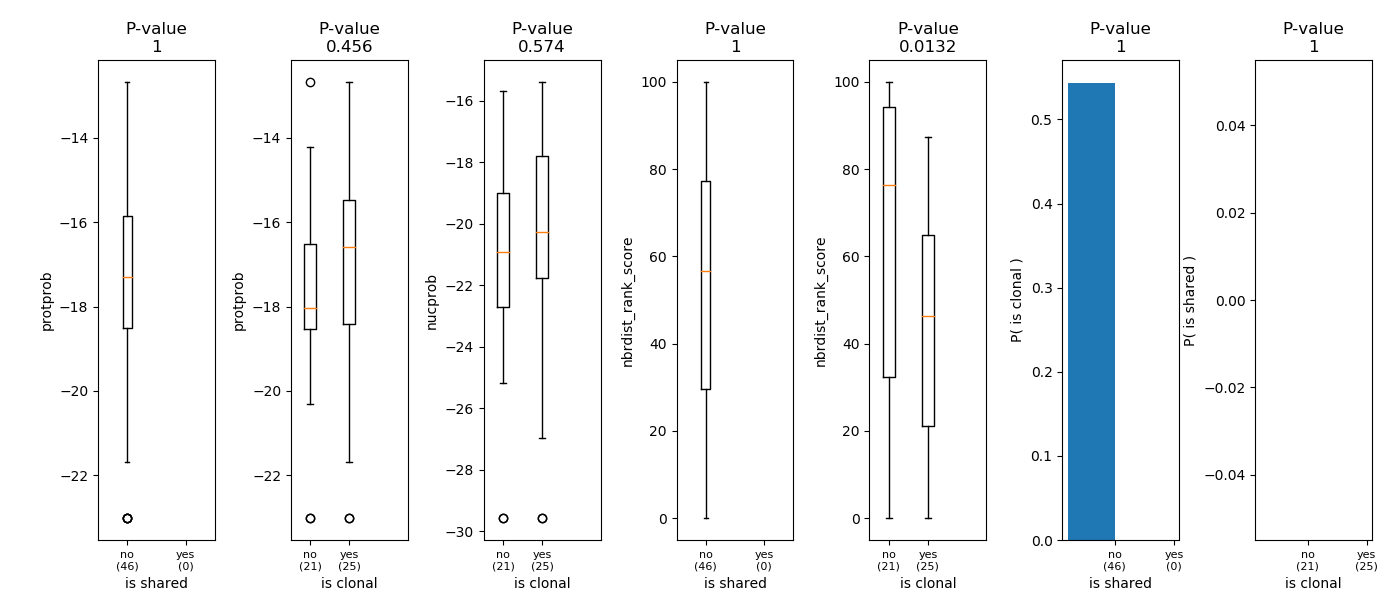 P-value
1
protprob
−14
−16
−18
−20
−22
no
(46)
yes
(0)
is shared
P-value
0.456
protprob
−14
−16
−18
−20
−22
no
(21)
yes
(25)
is clonal
P-value
0.574
nucprob
−16
−18
−20
−22
−24
−26
−28
−30
no
(21)
yes
(25)
is clonal
P-value
1
nbrdist_rank_score
100
80
60
40
20
0
no
(46)
yes
(0)
is shared
P-value
0.0132
nbrdist_rank_score
100
80
60
40
20
0
no
(21)
yes
(25)
is clonal
P-value
1
P( is clonal )
0.5
0.4
0.3
0.2
0.1
0.0
no
(46)
yes
(0)
is shared
P-value
1
P( is shared )
0.04
0.02
0.00
−0.02
−0.04
no
(21)
yes
(25)
is clonal